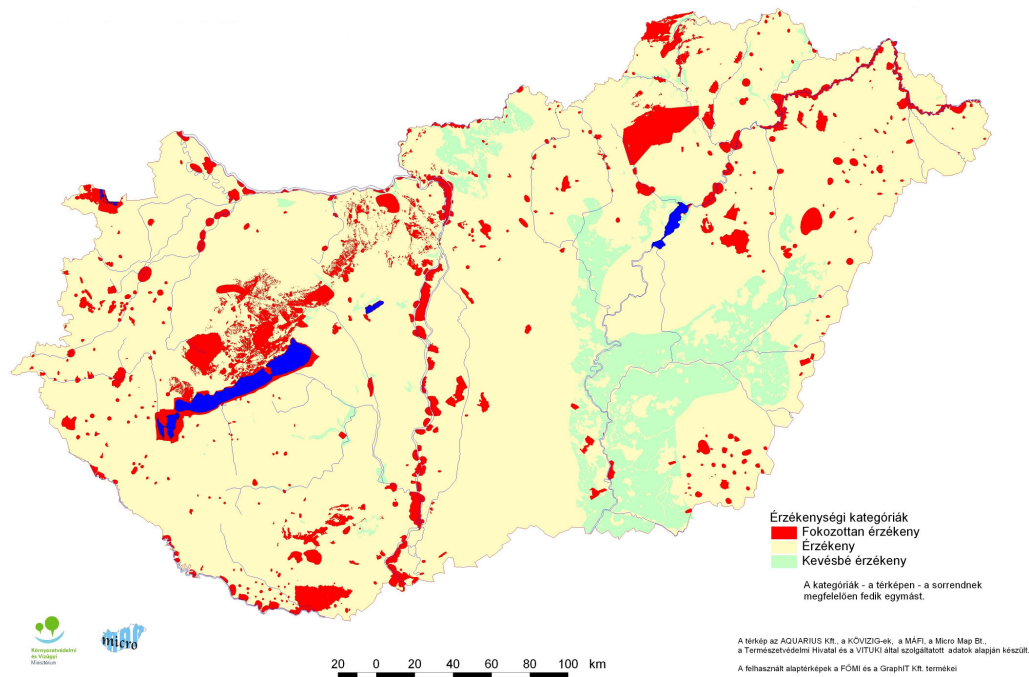 Érzékenységi kategóriák
Fokozottan érzékeny
Érzékeny
Kevésbé érzékeny
A kategóriák - a térképen - a sorrendnek
megfelelően fedik egymást.
Környezetvédelmi
és Vízügyi
Minisztérium
micro
MAP
20 0 20 40 60 80 100 km
A térkép az AQUARIUS Kft., a KÖVIZIG-ek, a MÁFI, a Micro Map Bt.,
a Természetvédelmi Hivatal és a VITUKI által szolgáltatott adatok alapján készült.
A felhasznált alaptérképek a FÖMI és a GraphIT Kft. termékei